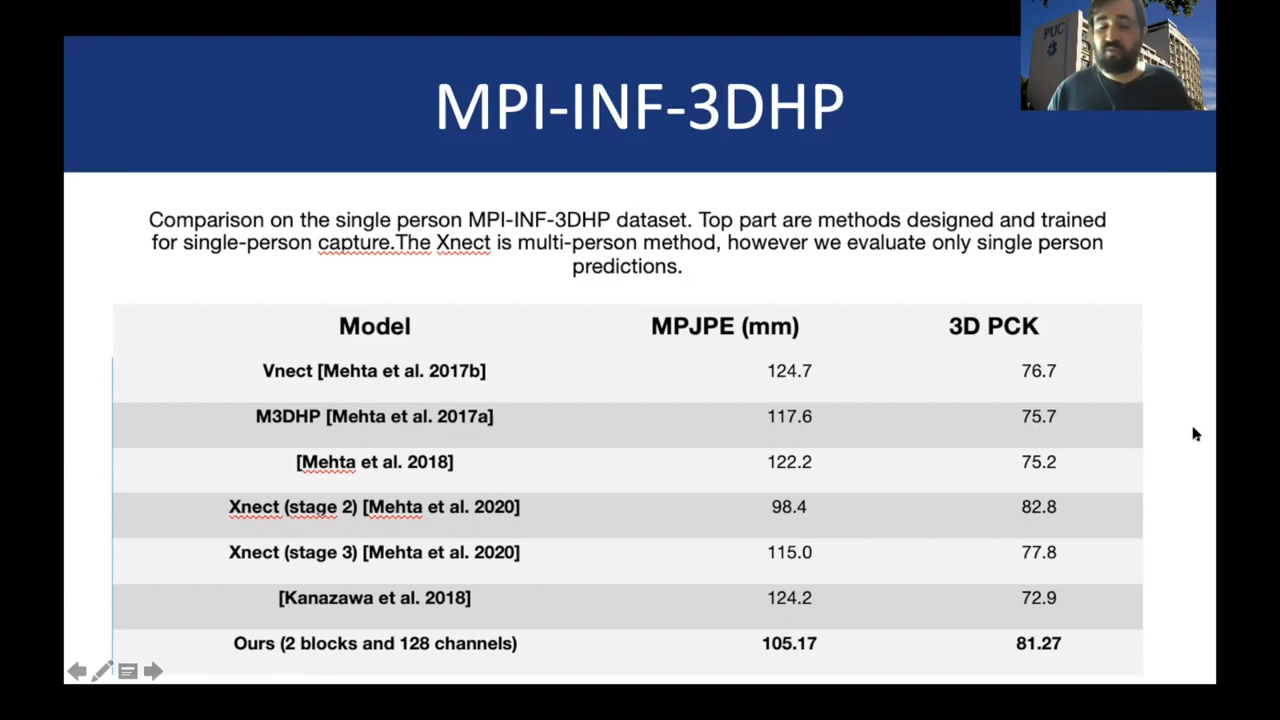 PUC
MPI-INF-3DHP
Comparison on the single person MPI-INF-3DHP dataset. Top part are methods designed and trained
for single-person capture.The Xnect is multi-person method, however we evaluate only single person
predictions.
Model MPJPE (mm) 3D PCK
Vnect [Mehta et al. 2017b] 124.7 76.7
M3DHP [Mehta et al. 2017a] 117.6 75.7
[Mehta et al. 2018] 122.2 75.2
Xnect (stage 2) [Mehta et al. 2020] 98.4 82.8
Xnect (stage 3) [Mehta et al. 2020] 115.0 77.8
[Kanazawa et al. 2018] 124.2 72.9
Ours (2 blocks and 128 channels) 105.17 81.27